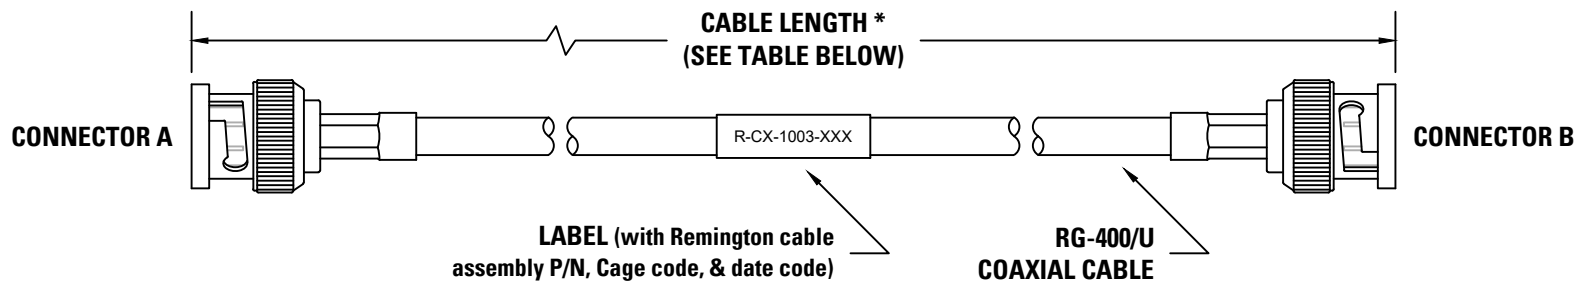 CABLE LENGTH *
(SEE TABLE BELOW)
CONNECTOR A
R-CX-1003-XXX
CONNECTOR B
LABEL (with Remington cable
assembly P/N, Cage code, & date code)
RG-400/U
COAXIAL CABLE